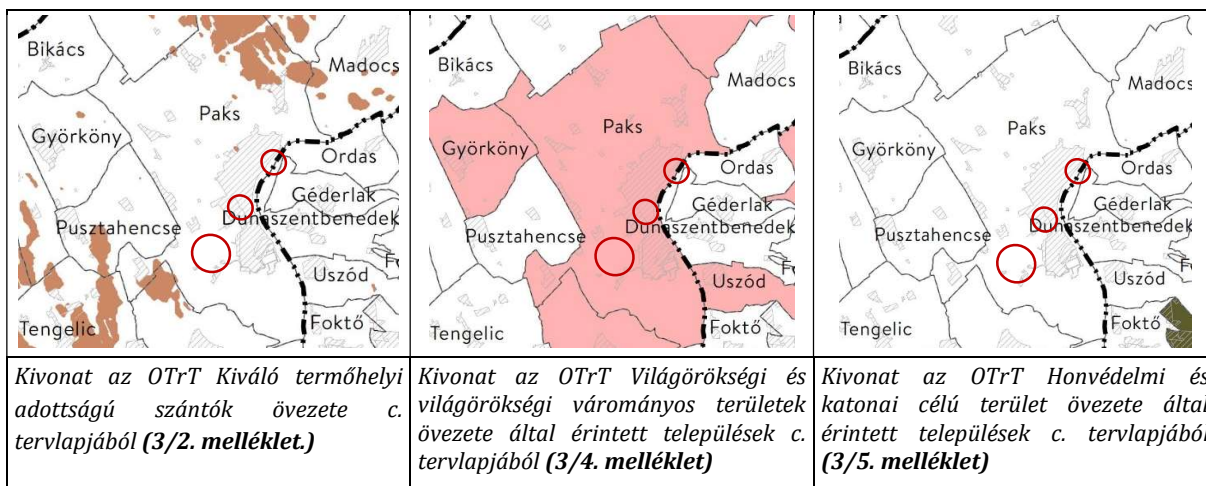 Bikács
Madocs
Paks
Györköny
Ordas
Géderlak
Dunaszentbenedek
Pusztahencse
Uszód
Tengelic
Foktő
Bikács
Madocs
Paks
Györköny
Ordas
Géderlak
Dunaszentbenedek
Pusztahencse
Uszód
Tengelic
Foktő
Bikács
Madocs
Paks
Györköny
Ordas
Géderlak
Dunaszentbenedek
Pusztahencse
Uszód
Tengelic
Foktő
Kivonat az OTrT Kiváló termőhelyi
adottságú szántók övezete c.
tervlapjából (3/2. melléklet.)
Kivonat az OTrT Világörökségi és
világörökségi várományos területek
övezete által érintett települések c.
tervlapjából (3/4. melléklet)
Kivonat az OTrT Honvédelmi és
katonai célú terület övezete által
érintett települések c. tervlapjából
(3/5. melléklet)